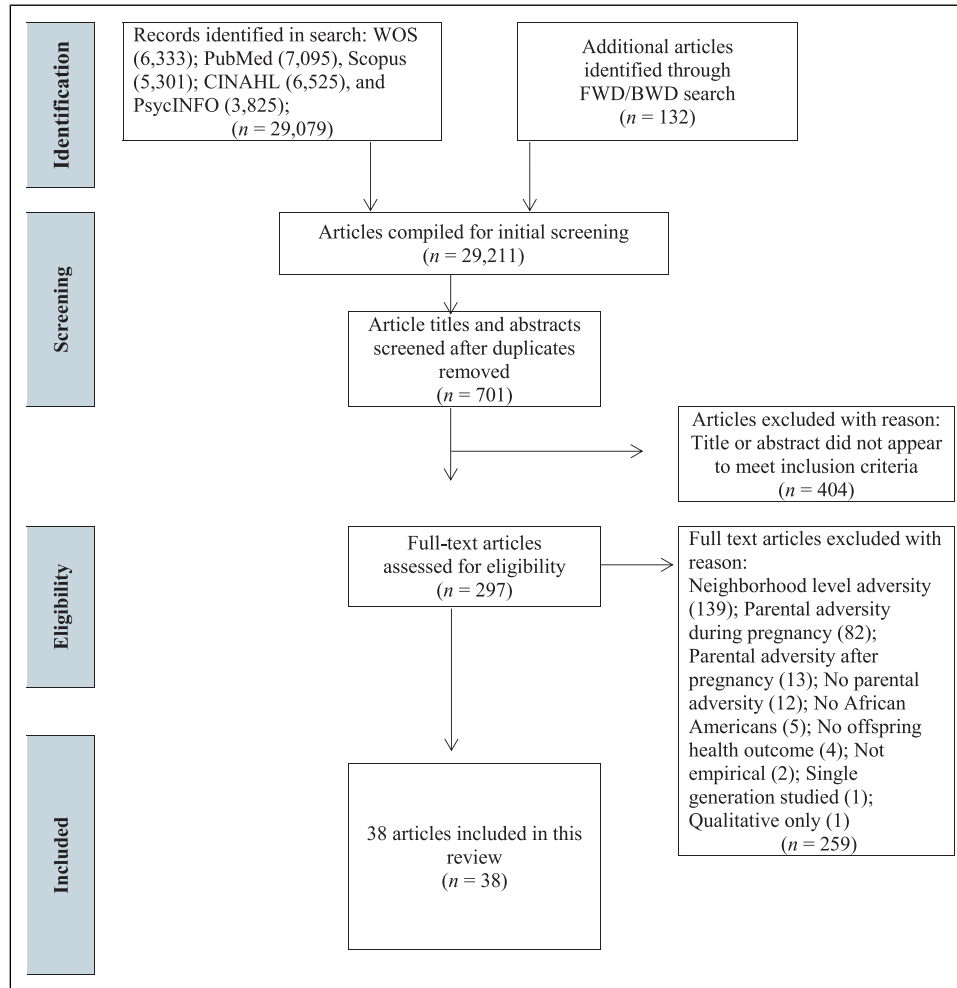 Identification
Records identified in search: WOS
(6,333); PubMed (7,095), Scopus
(5,301); CINAHL (6,525), and
PsycINFO (3,825);
(n = 29,079)
Additional articles
identified through
FWD/BWD search
(n = 132)
Screening
Articles compiled for initial screening
(n = 29,211)
Article titles and abstracts
screened after duplicates
removed
(n = 701)
Articles excluded with reason:
Title or abstract did not appear
to meet inclusion criteria
(n = 404)
Eligibility
Full-text articles
assessed for eligibility
(n = 297)
Full text articles excluded with
reason:
Neighborhood level adversity
(139); Parental adversity
during pregnancy (82);
Parental adversity after
pregnancy (13); No parental
adversity (12); No African
Americans (5); No offspring
health outcome (4); Not
empirical (2); Single
generation studied (1);
Qualitative only (1)
(n = 259)
Included
38 articles included in this
review
(n = 38)